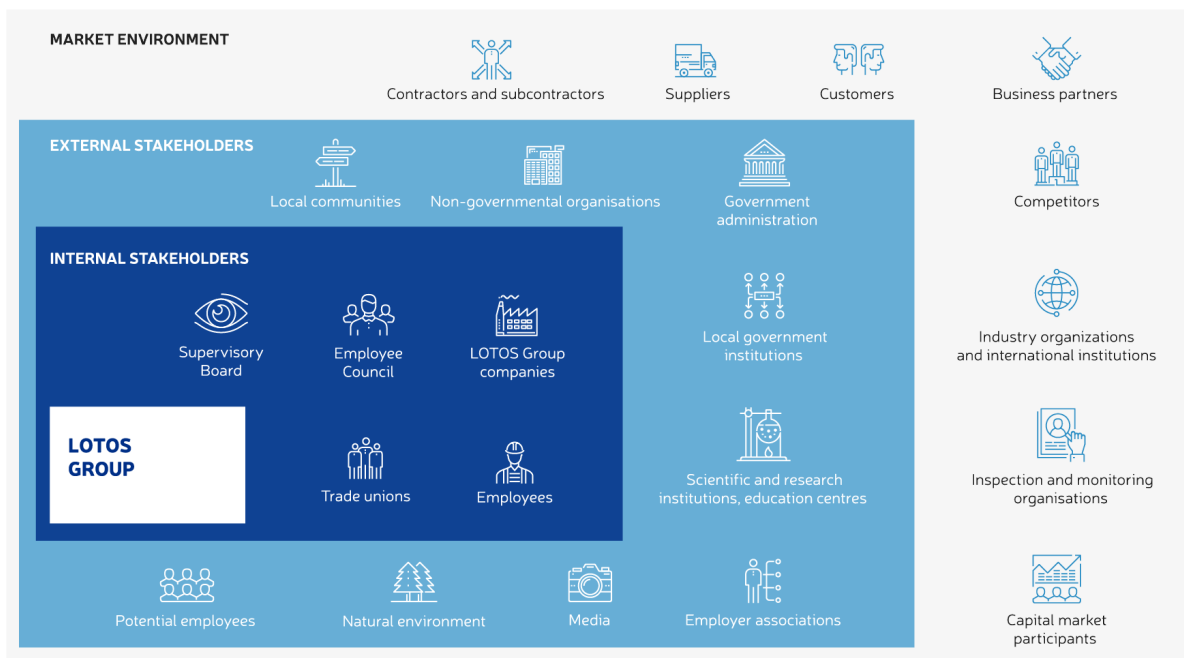 MARKET ENVIRONMENT
Contractors and subcontractors
Suppliers
Customers
Business partners
EXTERNAL STAKEHOLDERS
Local communities
Non-governmental organisations
Government
administration
Competitors
INTERNAL STAKEHOLDERS
Supervisory
Board
Employee
Council
LOTOS Group
companies
Local government
institutions
Industry organizations
and international institutions
LOTOS
GROUP
Trade unions
Employees
Scientific and research
institutions, education centres
Inspection and monitoring
organisations
Potential employees
Natural environment
Media
Employer associations
Capital market
participants